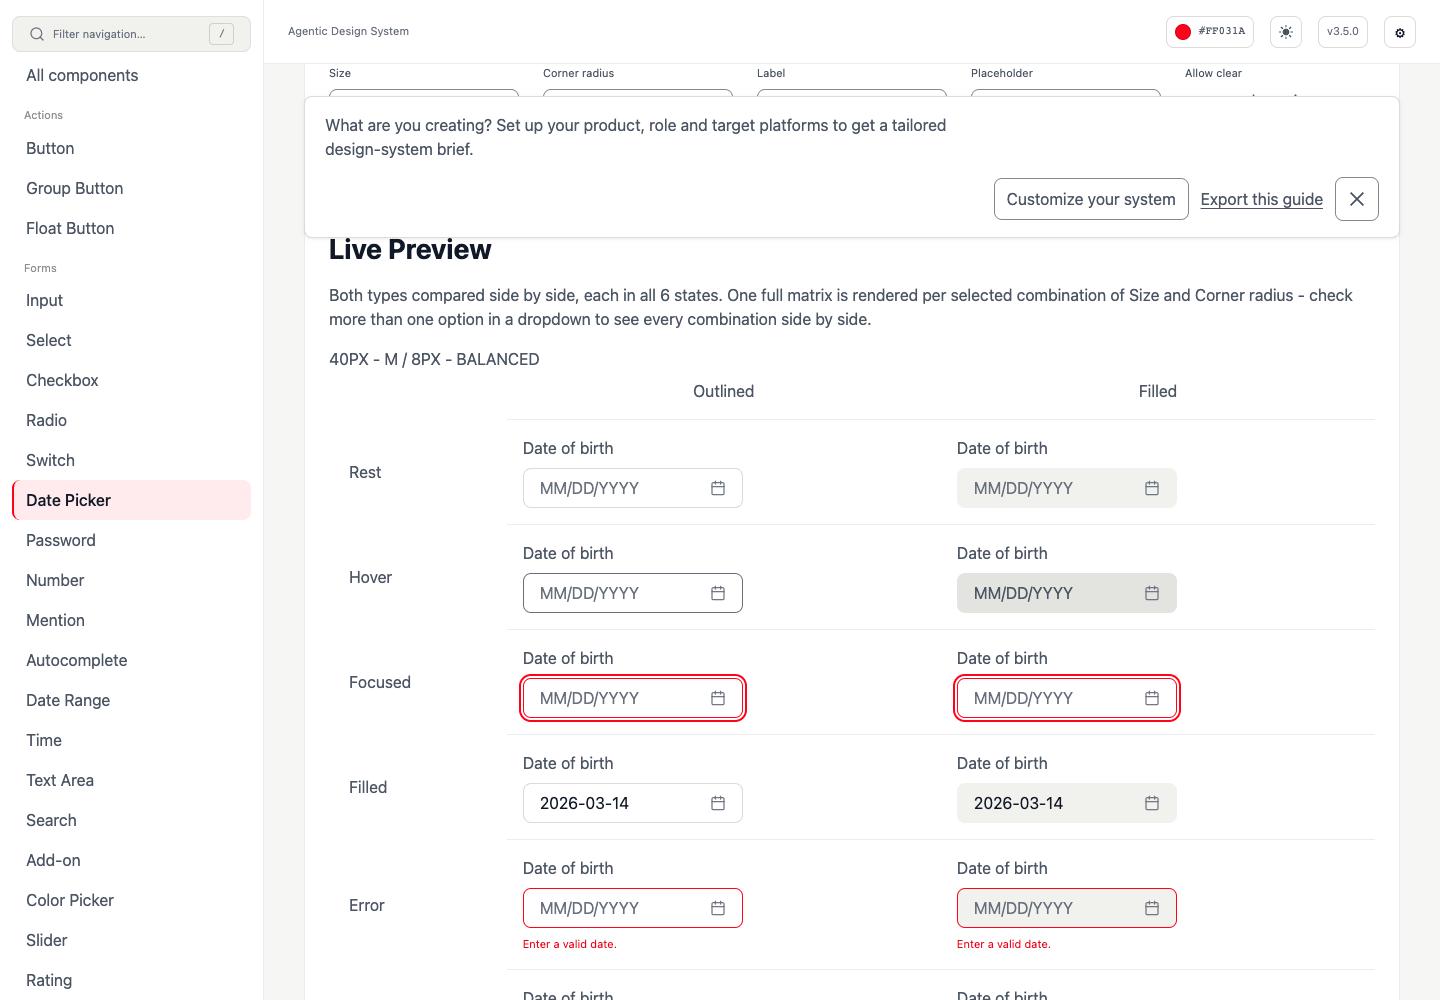 Filter navigation...
/
All components
Actions
Button
Group Button
Float Button
Forms
Input
Select
Checkbox
Radio
Switch
Date Picker
Password
Number
Mention
Autocomplete
Date Range
Time
Text Area
Search
Add-on
Color Picker
Slider
Rating
Agentic Design System
#FF031A
v3.5.0
Size
Corner radius
Label
Placeholder
Allow clear
What are you creating? Set up your product, role and target platforms to get a tailored
design-system brief.
Customize your system
Export this guide
Live Preview
Both types compared side by side, each in all 6 states. One full matrix is rendered per selected combination of Size and Corner radius - check
more than one option in a dropdown to see every combination side by side.
40PX - M / 8PX - BALANCED
Outlined
Filled
Rest
Date of birth
MM/DD/YYYY
Date of birth
MM/DD/YYYY
Hover
Date of birth
MM/DD/YYYY
Date of birth
MM/DD/YYYY
Focused
Date of birth
MM/DD/YYYY
Date of birth
MM/DD/YYYY
Filled
Date of birth
2026-03-14
Date of birth
2026-03-14
Error
Date of birth
MM/DD/YYYY
Enter a valid date.
Date of birth
MM/DD/YYYY
Enter a valid date.
Date of birth
Date of birth